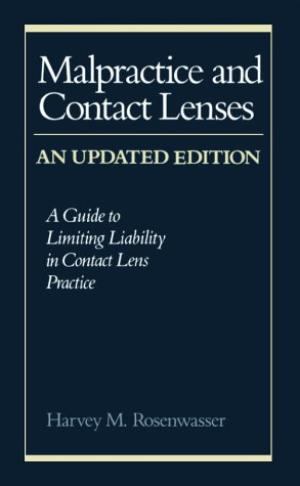 Malpractice and
Contact Lenses
AN UPDATED EDITION
A Guide to
Limiting Liability
in Contact Lens
Practice
Harvey M. Rosenwasser